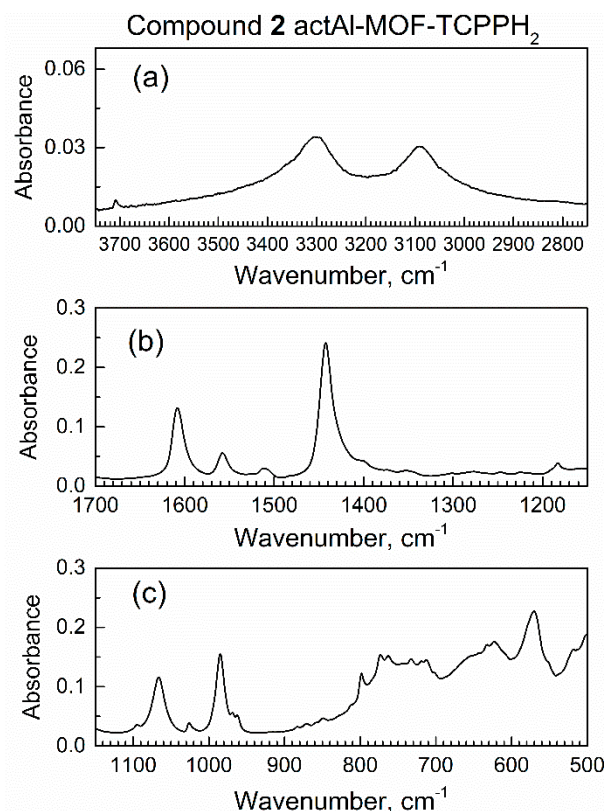 Compound 2 actAl-MOF-TCPPH₂
(a)
Absorbance
0.06
0.03
0.00
3700 3600 3500 3400 3300 3200 3100 3000 2900 2800
Wavenumber, cm⁻¹
(b)
Absorbance
0.3
0.2
0.1
0.0
1700 1600 1500 1400 1300 1200
Wavenumber, cm⁻¹
(c)
Absorbance
0.3
0.2
0.1
0.0
1100 1000 900 800 700 600 500
Wavenumber, cm⁻¹